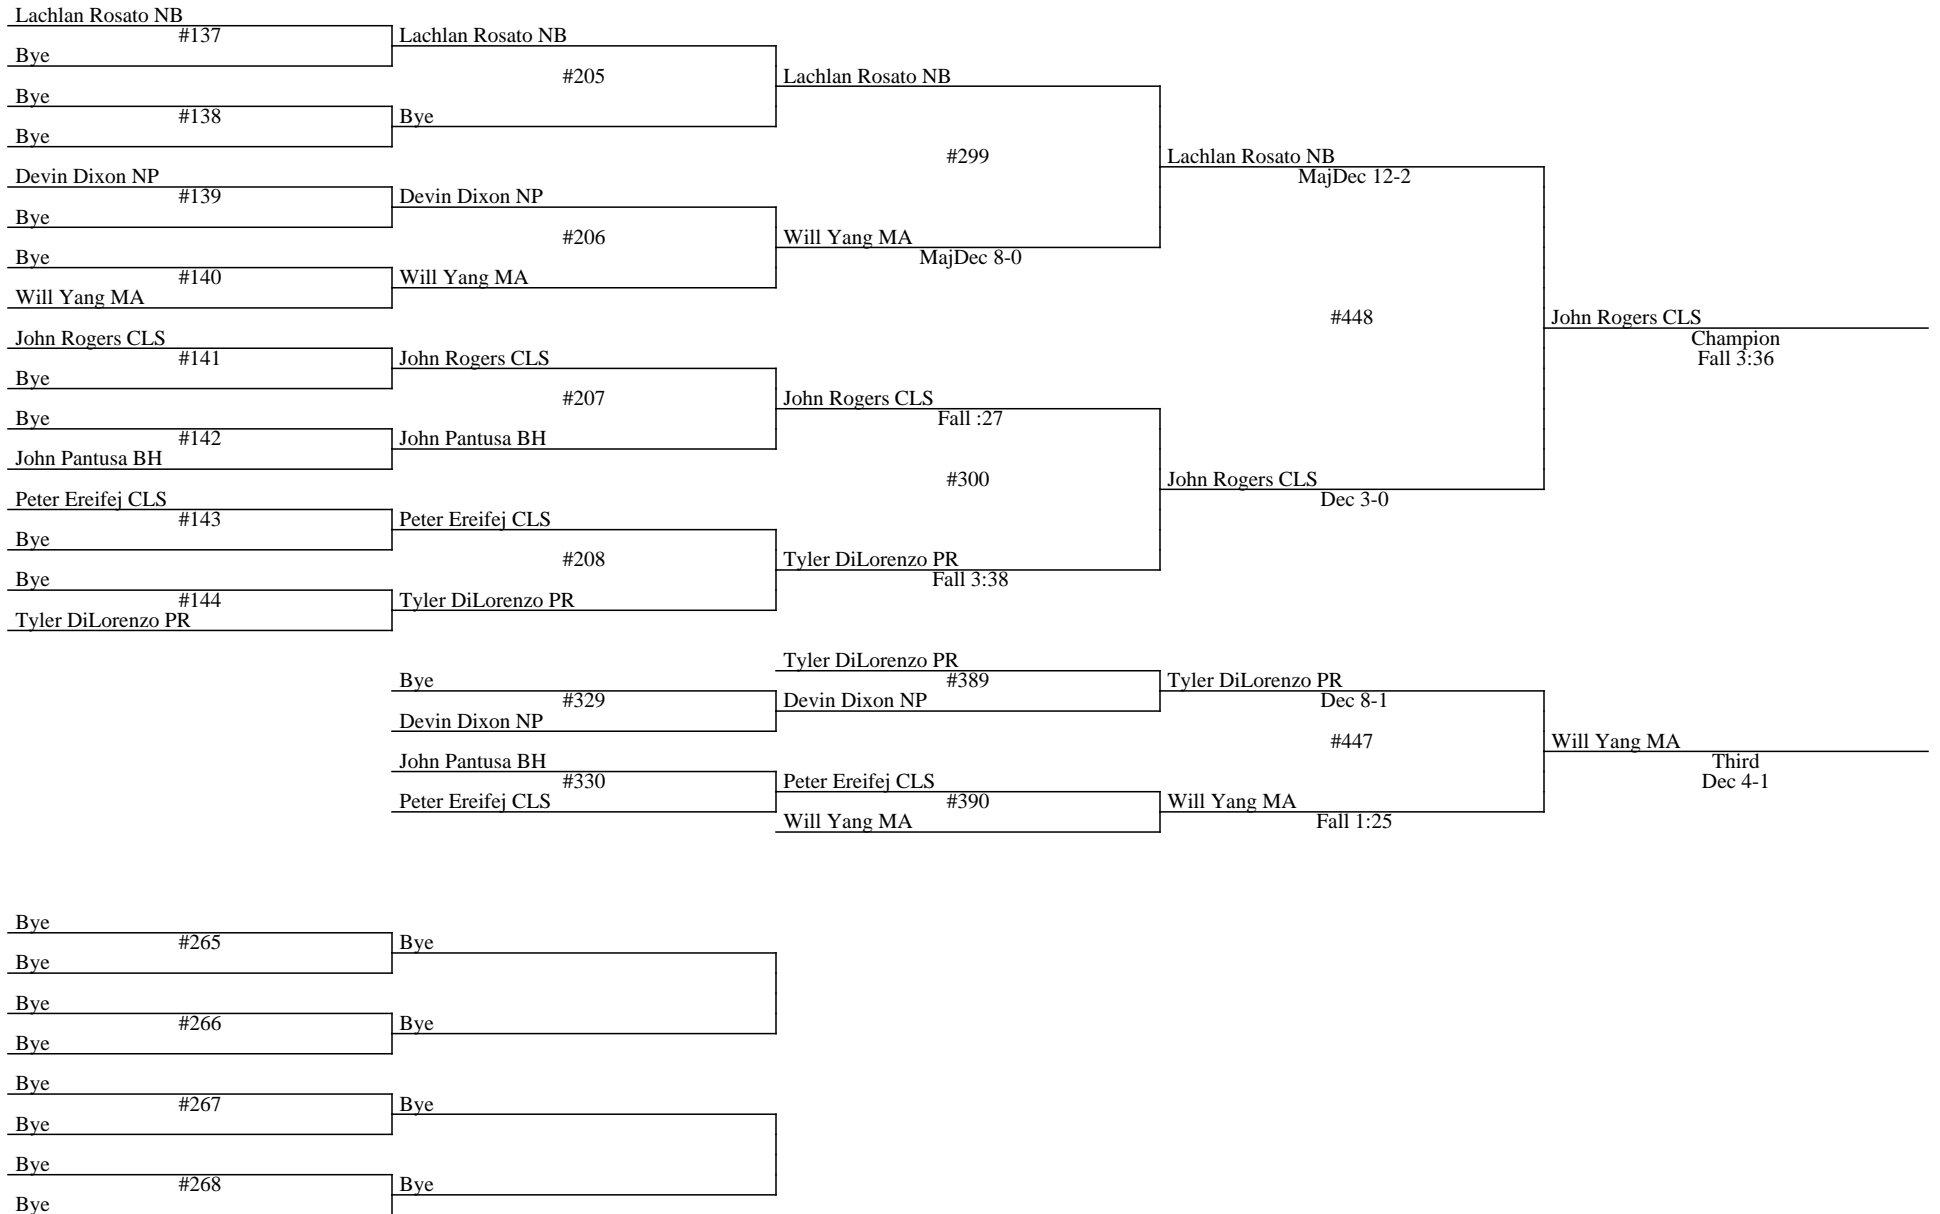 Lachlan Rosato NB
#137
Lachlan Rosato NB
Bye
#205
Lachlan Rosato NB
Bye
#138
Bye
Bye
#299
Lachlan Rosato NB
MajDec 12-2
Devin Dixon NP
#139
Devin Dixon NP
Bye
#206
Will Yang MA
MajDec 8-0
Bye
#140
Will Yang MA
Will Yang MA
#448
John Rogers CLS
Champion
Fall 3:36
John Rogers CLS
#141
John Rogers CLS
Bye
#207
John Rogers CLS
Fall :27
Bye
#142
John Pantusa BH
John Pantusa BH
#300
John Rogers CLS
Dec 3-0
Peter Ereifej CLS
#143
Peter Ereifej CLS
Bye
#208
Tyler DiLorenzo PR
Fall 3:38
Bye
#144
Tyler DiLorenzo PR
Tyler DiLorenzo PR
Tyler DiLorenzo PR
#389
Tyler DiLorenzo PR
Dec 8-1
Bye
#329
Devin Dixon NP
Devin Dixon NP
#447
Will Yang MA
Third
Dec 4-1
John Pantusa BH
#330
Peter Ereifej CLS
Peter Ereifej CLS
#390
Will Yang MA
Fall 1:25
Will Yang MA
Bye
#265
Bye
Bye
Bye
#266
Bye
Bye
Bye
#267
Bye
Bye
Bye
#268
Bye
Bye